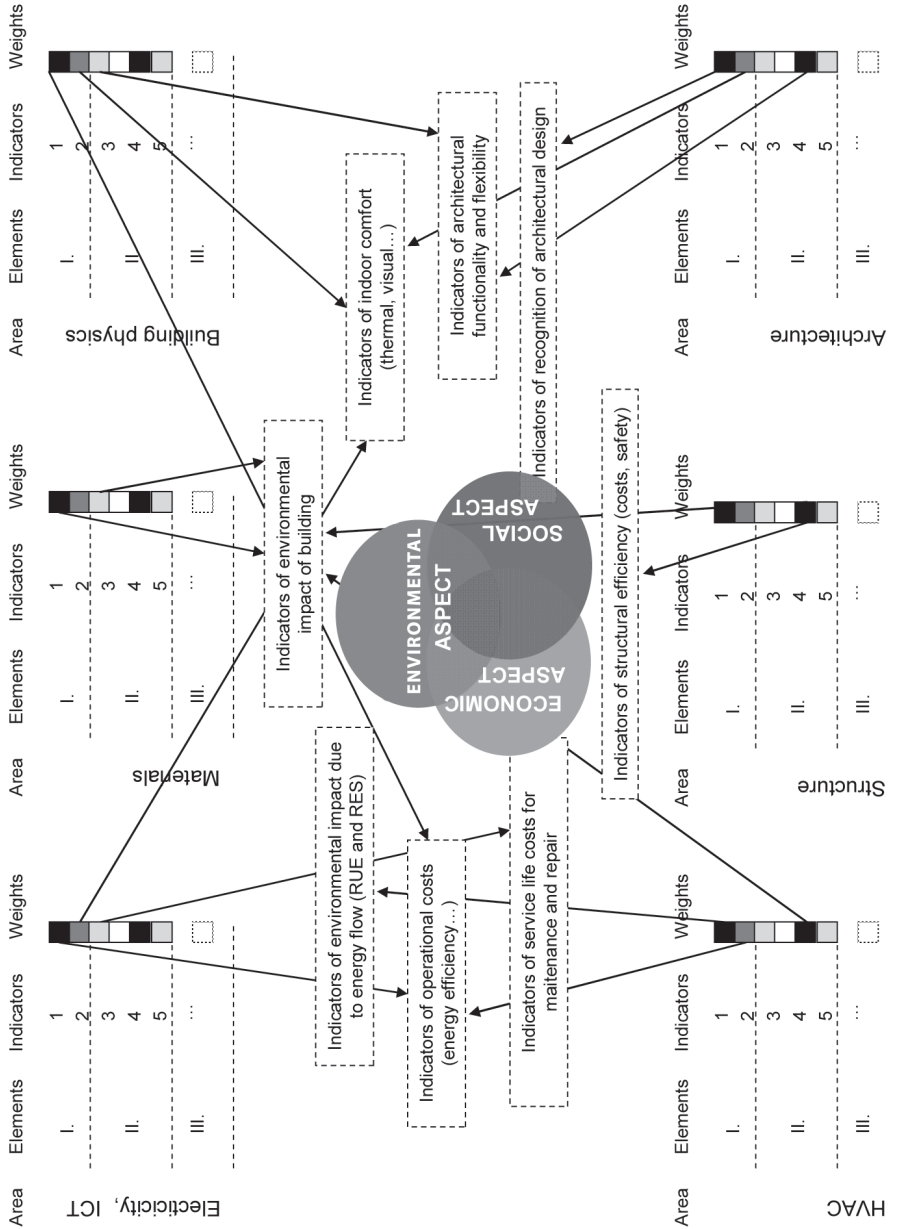 Area Elements Indicators Weights
Electicicity , ICT
I.
1
2
II.
3
4
5
III.
...
Area Elements Indicators Weights
Materials
I.
1
2
II.
3
4
5
III.
...
Area Elements Indicators Weights
Building physics
I.
1
2
II.
3
4
5
III.
...
Indicators of environmental
impact of building
Indicators of environmental impact due
to energy flow (RUE and RES)
Indicators of indoor comfort
(thermal, visual...)
Indicators of operational costs
(energy efficiency...)
ENVIRONMENTAL
ASPECT
Indicators of architectural
functionality and flexibility
ECONOMIC
ASPECT
SOCIAL
ASPECT
Indicators of service life costs for
maitenance and repair
Indicators of recognition of architectural design
Indicators of structural efficiency (costs, safety)
Area Elements Indicators Weights
HVAC
I.
1
2
II.
3
4
5
III.
...
Area Elements Indicators Weights
Structure
I.
1
2
II.
3
4
5
III.
...
Area Elements Indicators Weights
Architecture
I.
1
2
II.
3
4
5
III.
...